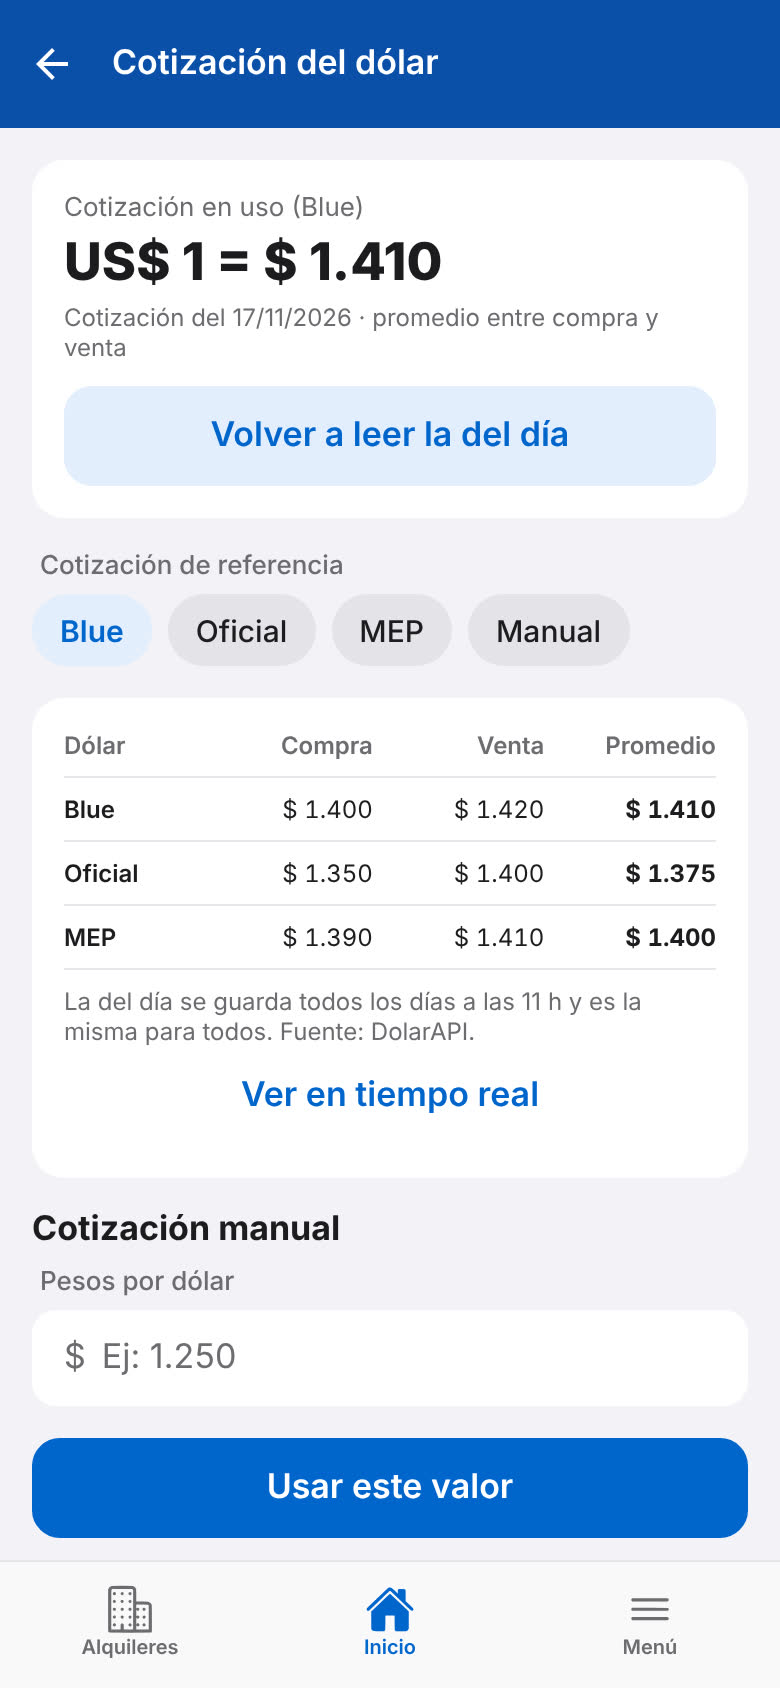 Cotización del dólar
Cotización en uso (Blue)
US$ 1 = $ 1.410
Cotización del 17/11/2026 · promedio entre compra y
venta
Volver a leer la del día
Cotización de referencia
Blue Oficial MEP Manual
Dólar Compra Venta Promedio
Blue $ 1.400 $ 1.420 $ 1.410
Oficial $ 1.350 $ 1.400 $ 1.375
MEP $ 1.390 $ 1.410 $ 1.400
La del día se guarda todos los días a las 11 h y es la
misma para todos. Fuente: DolarAPI.
Ver en tiempo real
Cotización manual
Pesos por dólar
$ Ej: 1.250
Usar este valor
Alquileres Inicio Menú